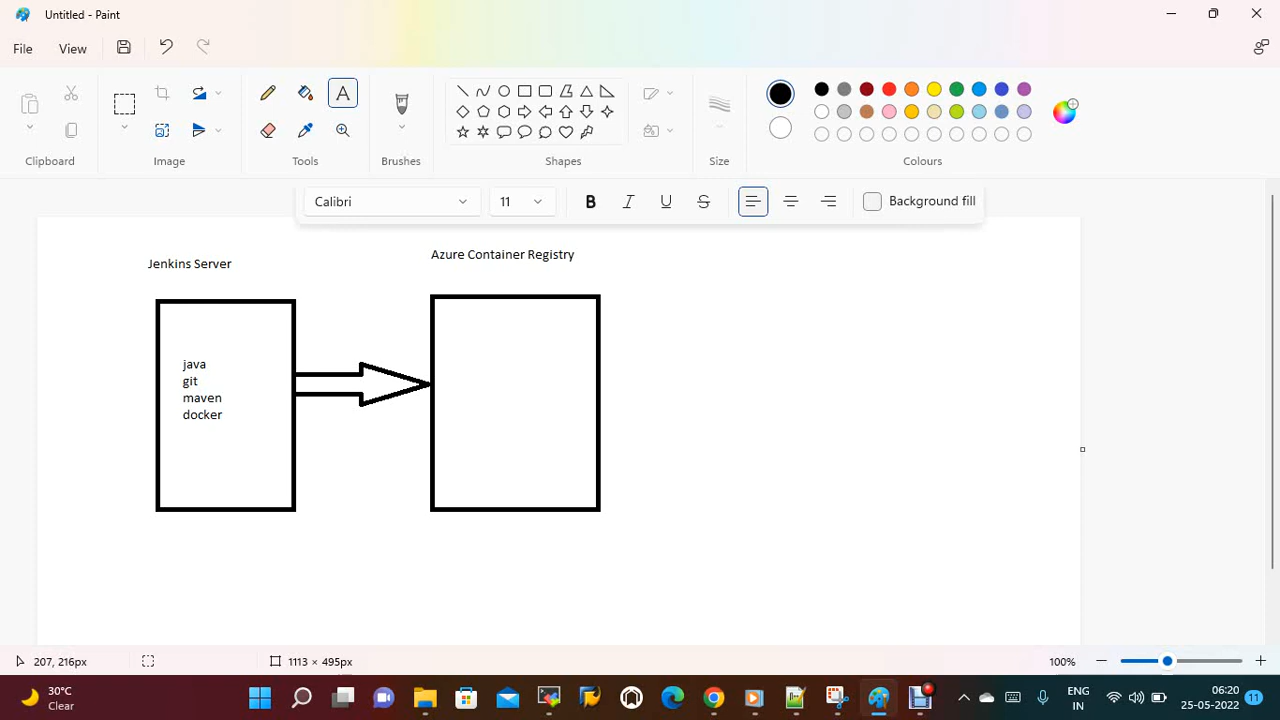 Untitled - Paint
File View
Clipboard Image Tools Brushes Shapes Size Colours
Calibri 11 B I U S Background fill
Azure Container Registry
Jenkins Server
java
git
maven
docker
207, 216px 1113 × 495px 100%
30°C
Clear
ENG
IN
06:20
25-05-2022
11